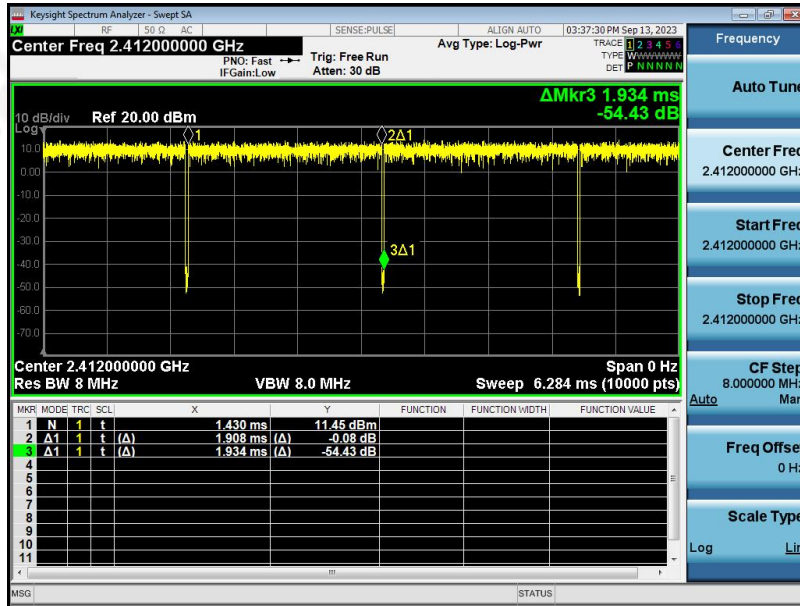 Keysight Spectrum Analyzer - Swept SA
LXI RF 50 Ω AC SENSE:PULSE ALIGN AUTO 03:37:30 PM Sep 13, 2023
Center Freq 2.412000000 GHz
PNO: Fast
IFGain:Low
Trig: Free Run
Atten: 30 dB
Avg Type: Log-Pwr
TRACE 1 2 3 4 5 6
TYPE WWWWWW
DET P N N N N N
ΔMkr3 1.934 ms
-54.43 dB
10 dB/div Ref 20.00 dBm
Log
1
2Δ1
3Δ1
10.0
0.00
-10.0
-20.0
-30.0
-40.0
-50.0
-60.0
-70.0
Center 2.412000000 GHz Span 0 Hz
Res BW 8 MHz VBW 8.0 MHz Sweep 6.284 ms (10000 pts)
MKR MODE TRC SCL X Y FUNCTION FUNCTION WIDTH FUNCTION VALUE
1 N 1 t 1.430 ms 11.45 dBm
2 Δ1 1 t (Δ) 1.908 ms (Δ) -0.08 dB
3 Δ1 1 t (Δ) 1.934 ms (Δ) -54.43 dB
4
5
6
7
8
9
10
11
MSG STATUS
Frequency
Auto Tune
Center Freq
2.412000000 GHz
Start Freq
2.412000000 GHz
Stop Freq
2.412000000 GHz
CF Step
8.000000 MHz
Auto Man
Freq Offset
0 Hz
Scale Type
Log Lin